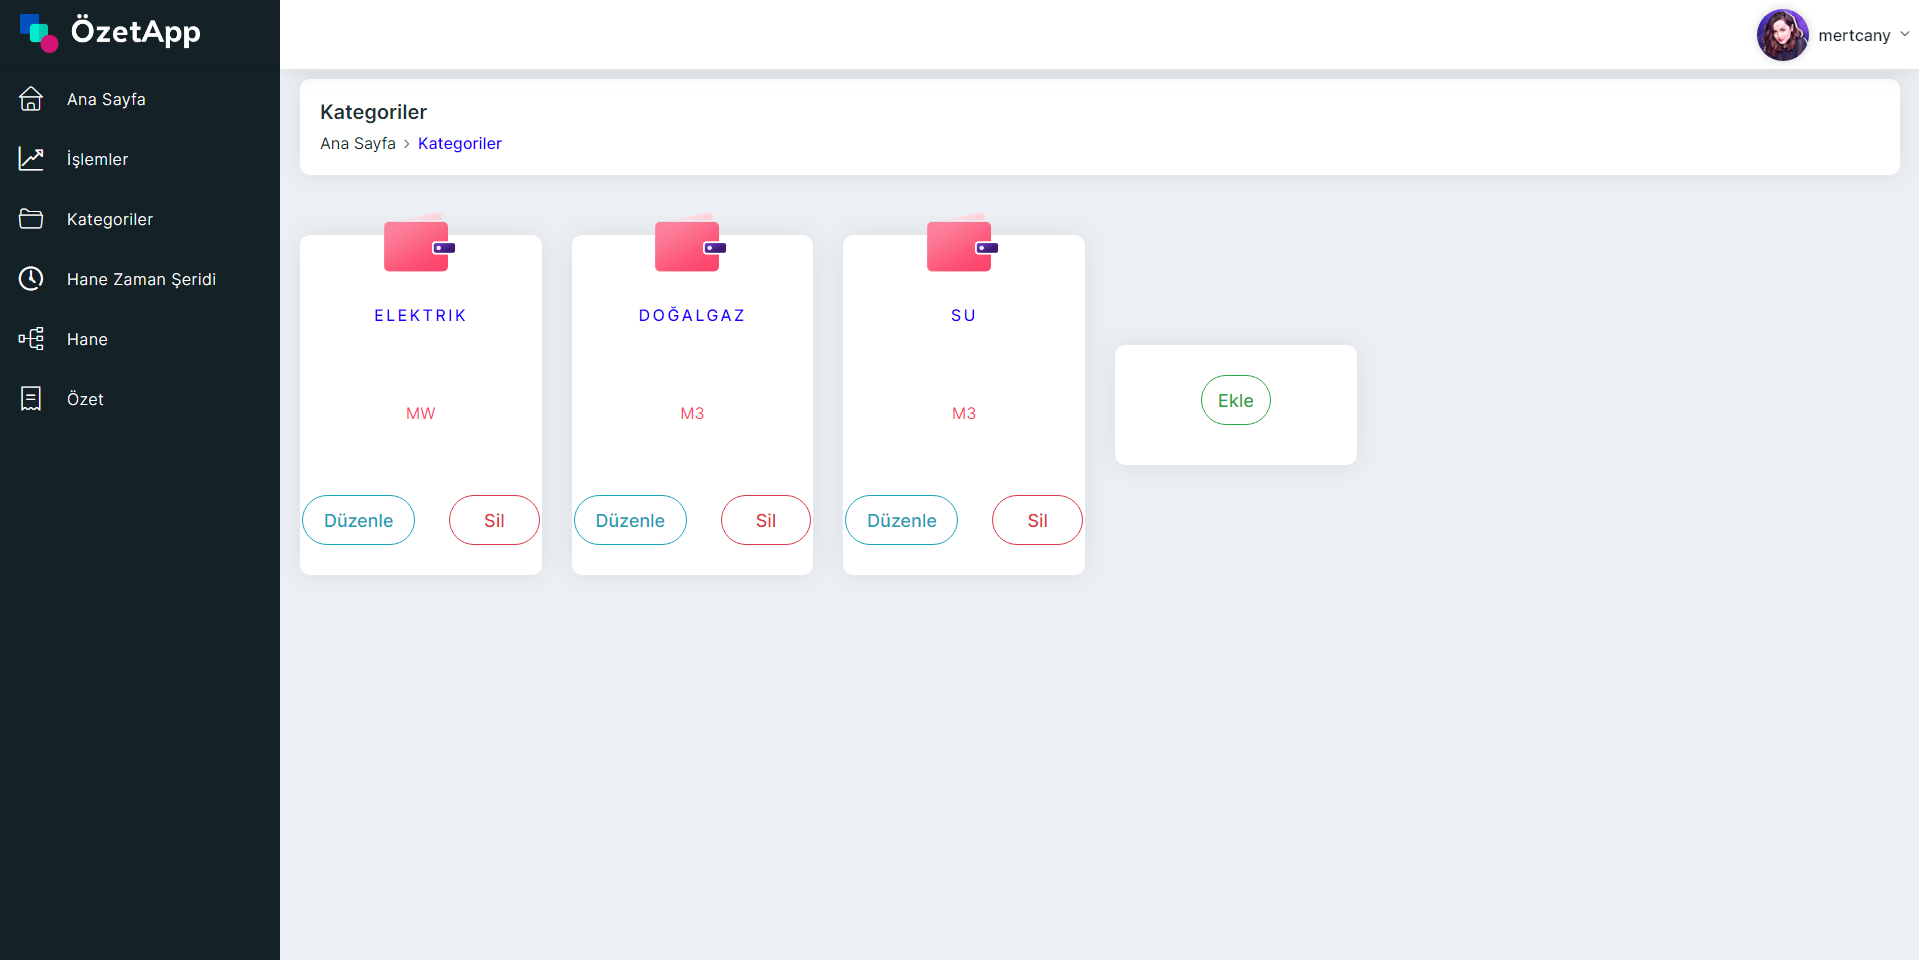 ÖzetApp
mertcany
Ana Sayfa
İşlemler
Kategoriler
Hane Zaman Şeridi
Hane
Özet
Kategoriler
Ana Sayfa > Kategoriler
ELEKTRIK
MW
Düzenle Sil
DOĞALGAZ
M3
Düzenle Sil
SU
M3
Düzenle Sil
Ekle